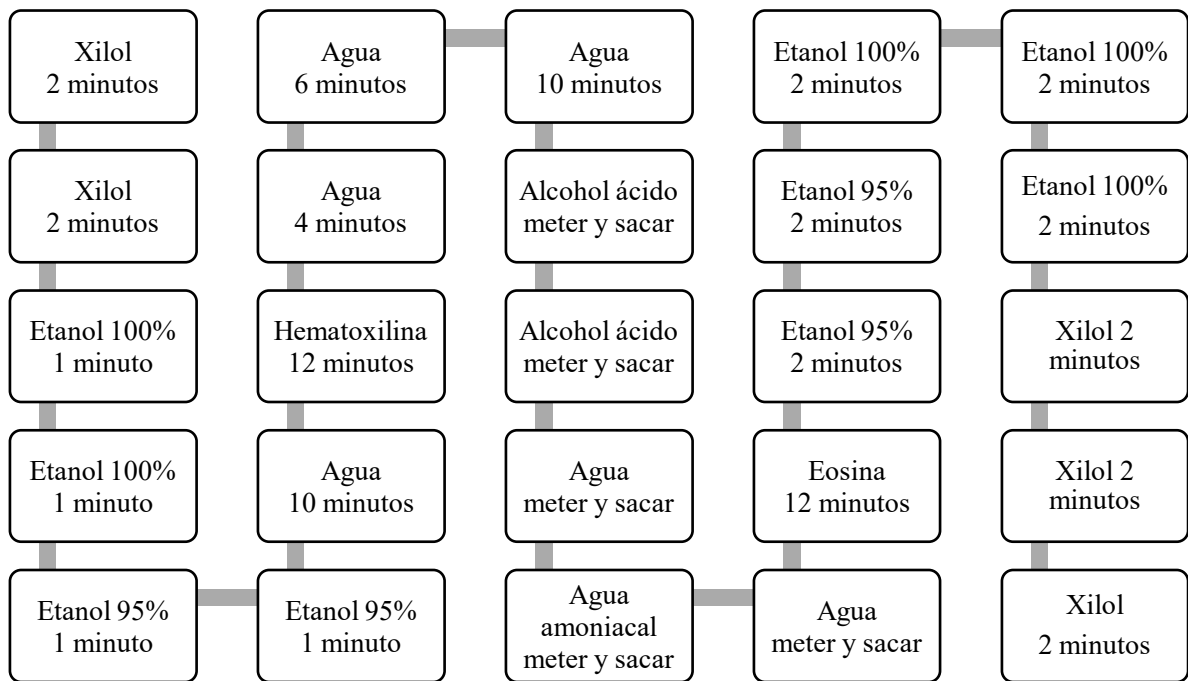 Xilol
2 minutos
Xilol
2 minutos
Etanol 100%
1 minuto
Etanol 100%
1 minuto
Etanol 95%
1 minuto
Etanol 95%
1 minuto
Agua
10 minutos
Hematoxilina
12 minutos
Agua
4 minutos
Agua
6 minutos
Agua
10 minutos
Alcohol ácido
meter y sacar
Alcohol ácido
meter y sacar
Agua
meter y sacar
Agua
amoniacal
meter y sacar
Agua
meter y sacar
Eosina
12 minutos
Etanol 95%
2 minutos
Etanol 95%
2 minutos
Etanol 100%
2 minutos
Etanol 100%
2 minutos
Etanol 100%
2 minutos
Xilol 2
minutos
Xilol 2
minutos
Xilol
2 minutos